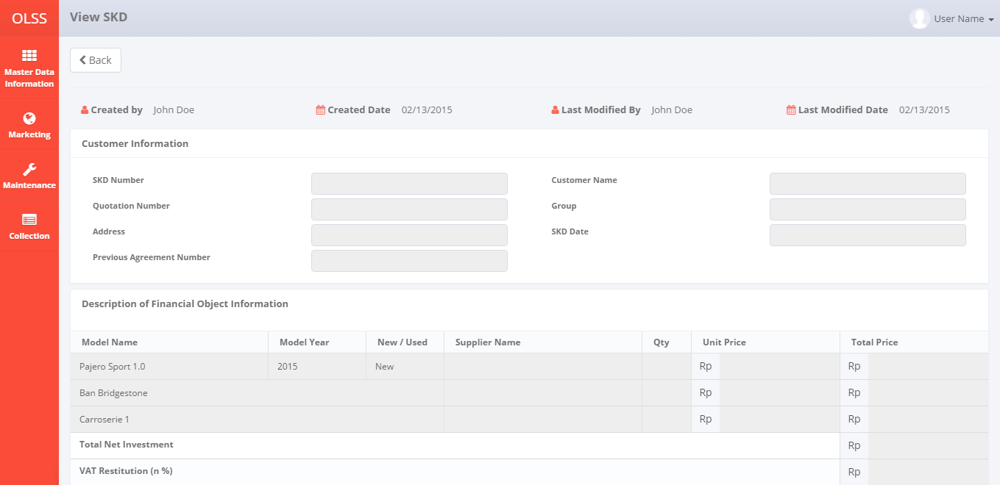 OLSS
View SKD
User Name
Master Data
Information
Marketing
Maintenance
Collection
Back
Created by John Doe Created Date 02/13/2015 Last Modified By John Doe Last Modified Date 02/13/2015
Customer Information
SKD Number Customer Name
Quotation Number Group
Address SKD Date
Previous Agreement Number
Description of Financial Object Information
Model Name Model Year New / Used Supplier Name Qty Unit Price Total Price
Pajero Sport 1.0 2015 New Rp Rp
Ban Bridgestone Rp Rp
Carroserie 1 Rp Rp
Total Net Investment Rp
VAT Restitution (n %) Rp